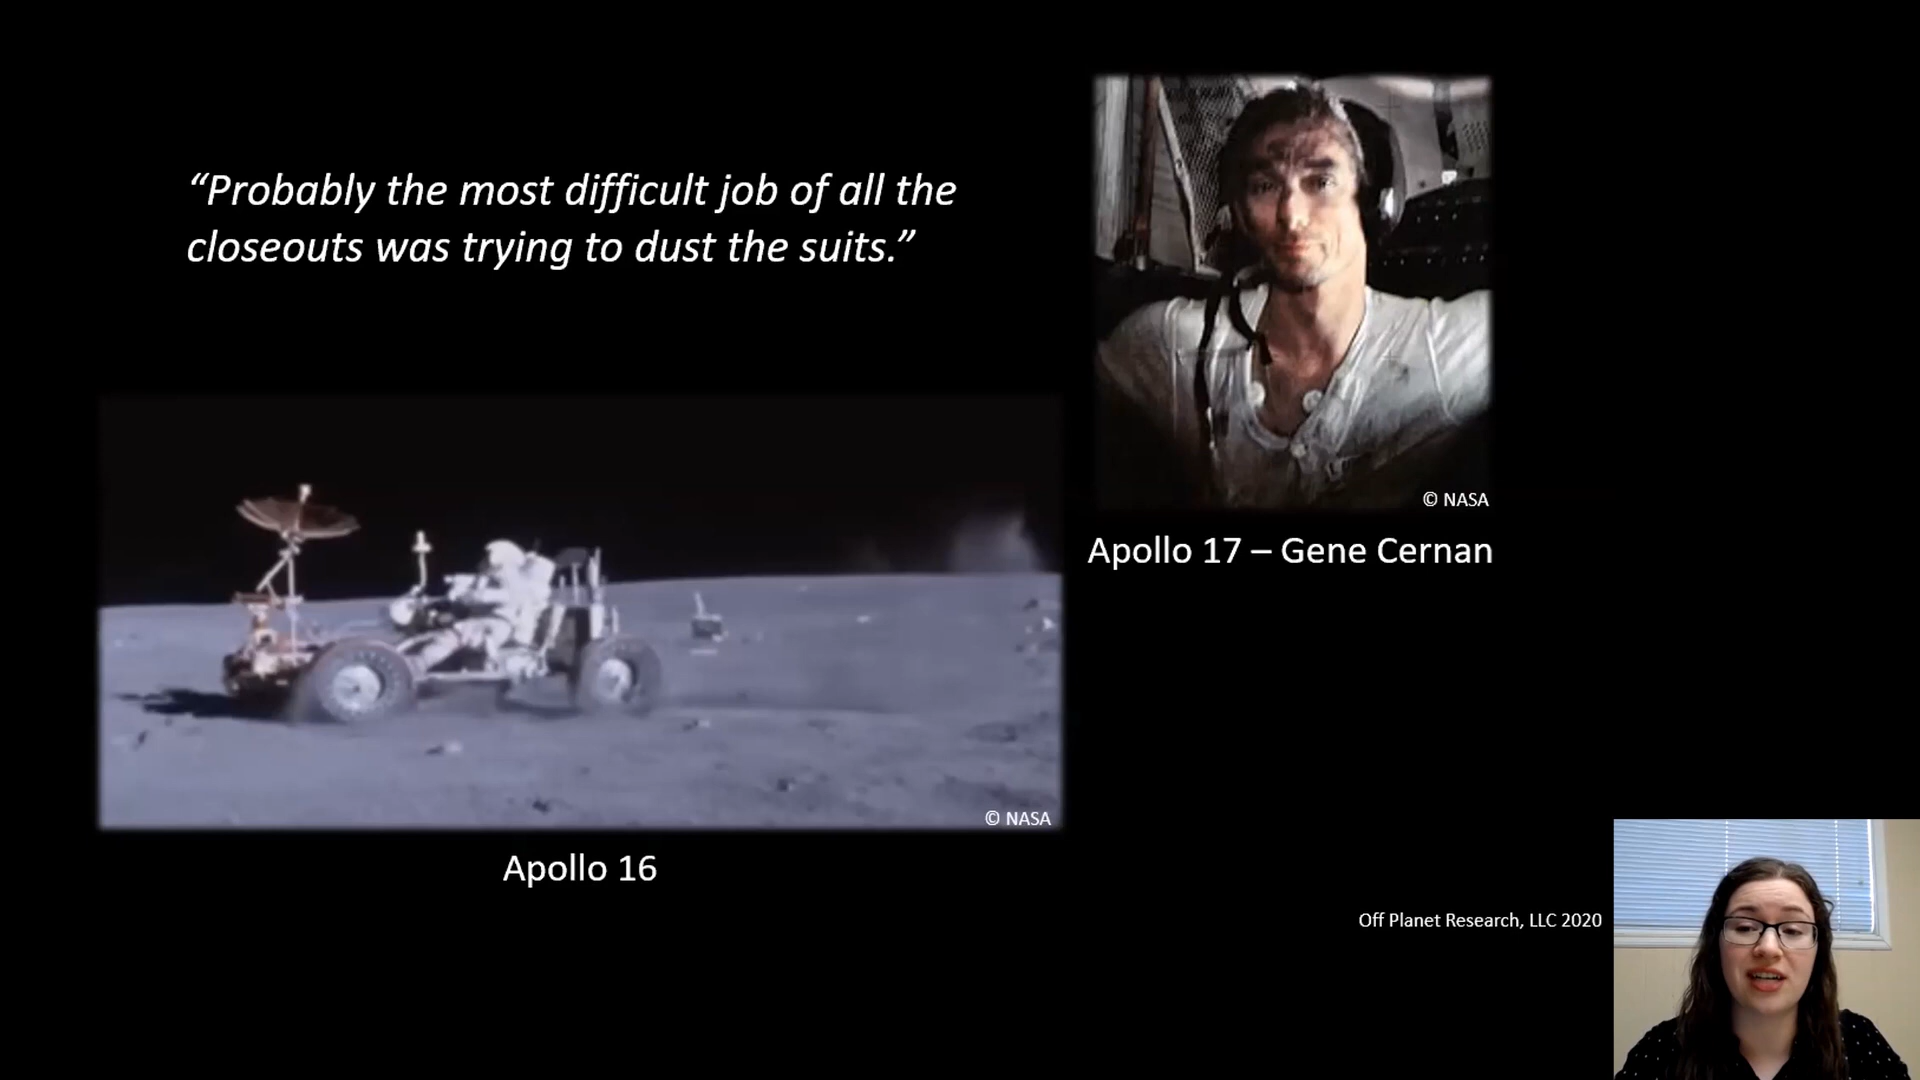 “Probably the most difficult job of all the
closeouts was trying to dust the suits.”
© NASA
Apollo 17 – Gene Cernan
© NASA
Apollo 16
Off Planet Research, LLC 2020